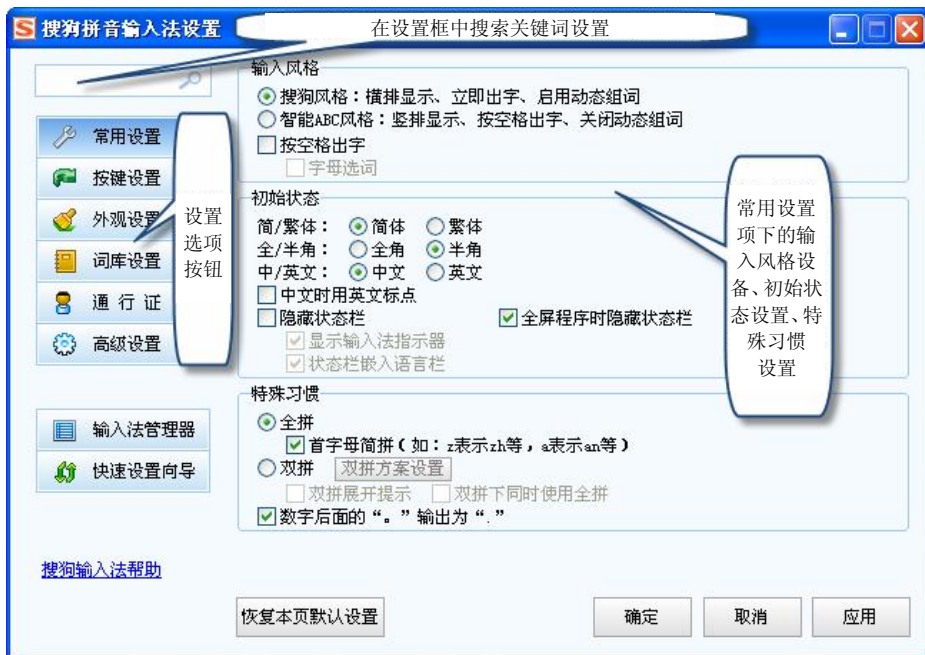 搜狗拼音输入法设置
在设置框中搜索关键词设置
常用设置
按键设置
外观设置
词库设置
通行证
高级设置
设置
选项
按钮
输入法管理器
快速设置向导
搜狗输入法帮助
输入风格
搜狗风格：横排显示、立即出字、启用动态组词
智能ABC风格：竖排显示、按空格出字、关闭动态组词
按空格出字
字母选词
初始状态
简/繁体： 简体 繁体
全/半角： 全角 半角
中/英文： 中文 英文
中文时用英文标点
隐藏状态栏 全屏程序时隐藏状态栏
显示输入法指示器
状态栏嵌入语言栏
特殊习惯
全拼
首字母简拼(如：z表示zh等，a表示an等)
双拼 双拼方案设置
双拼展开提示 双拼下同时使用全拼
数字后面的“。”输出为“.”
常用设置
项下的输
入风格设
备、初始状
态设置、特
殊习惯
设置
恢复本页默认设置 确定 取消 应用